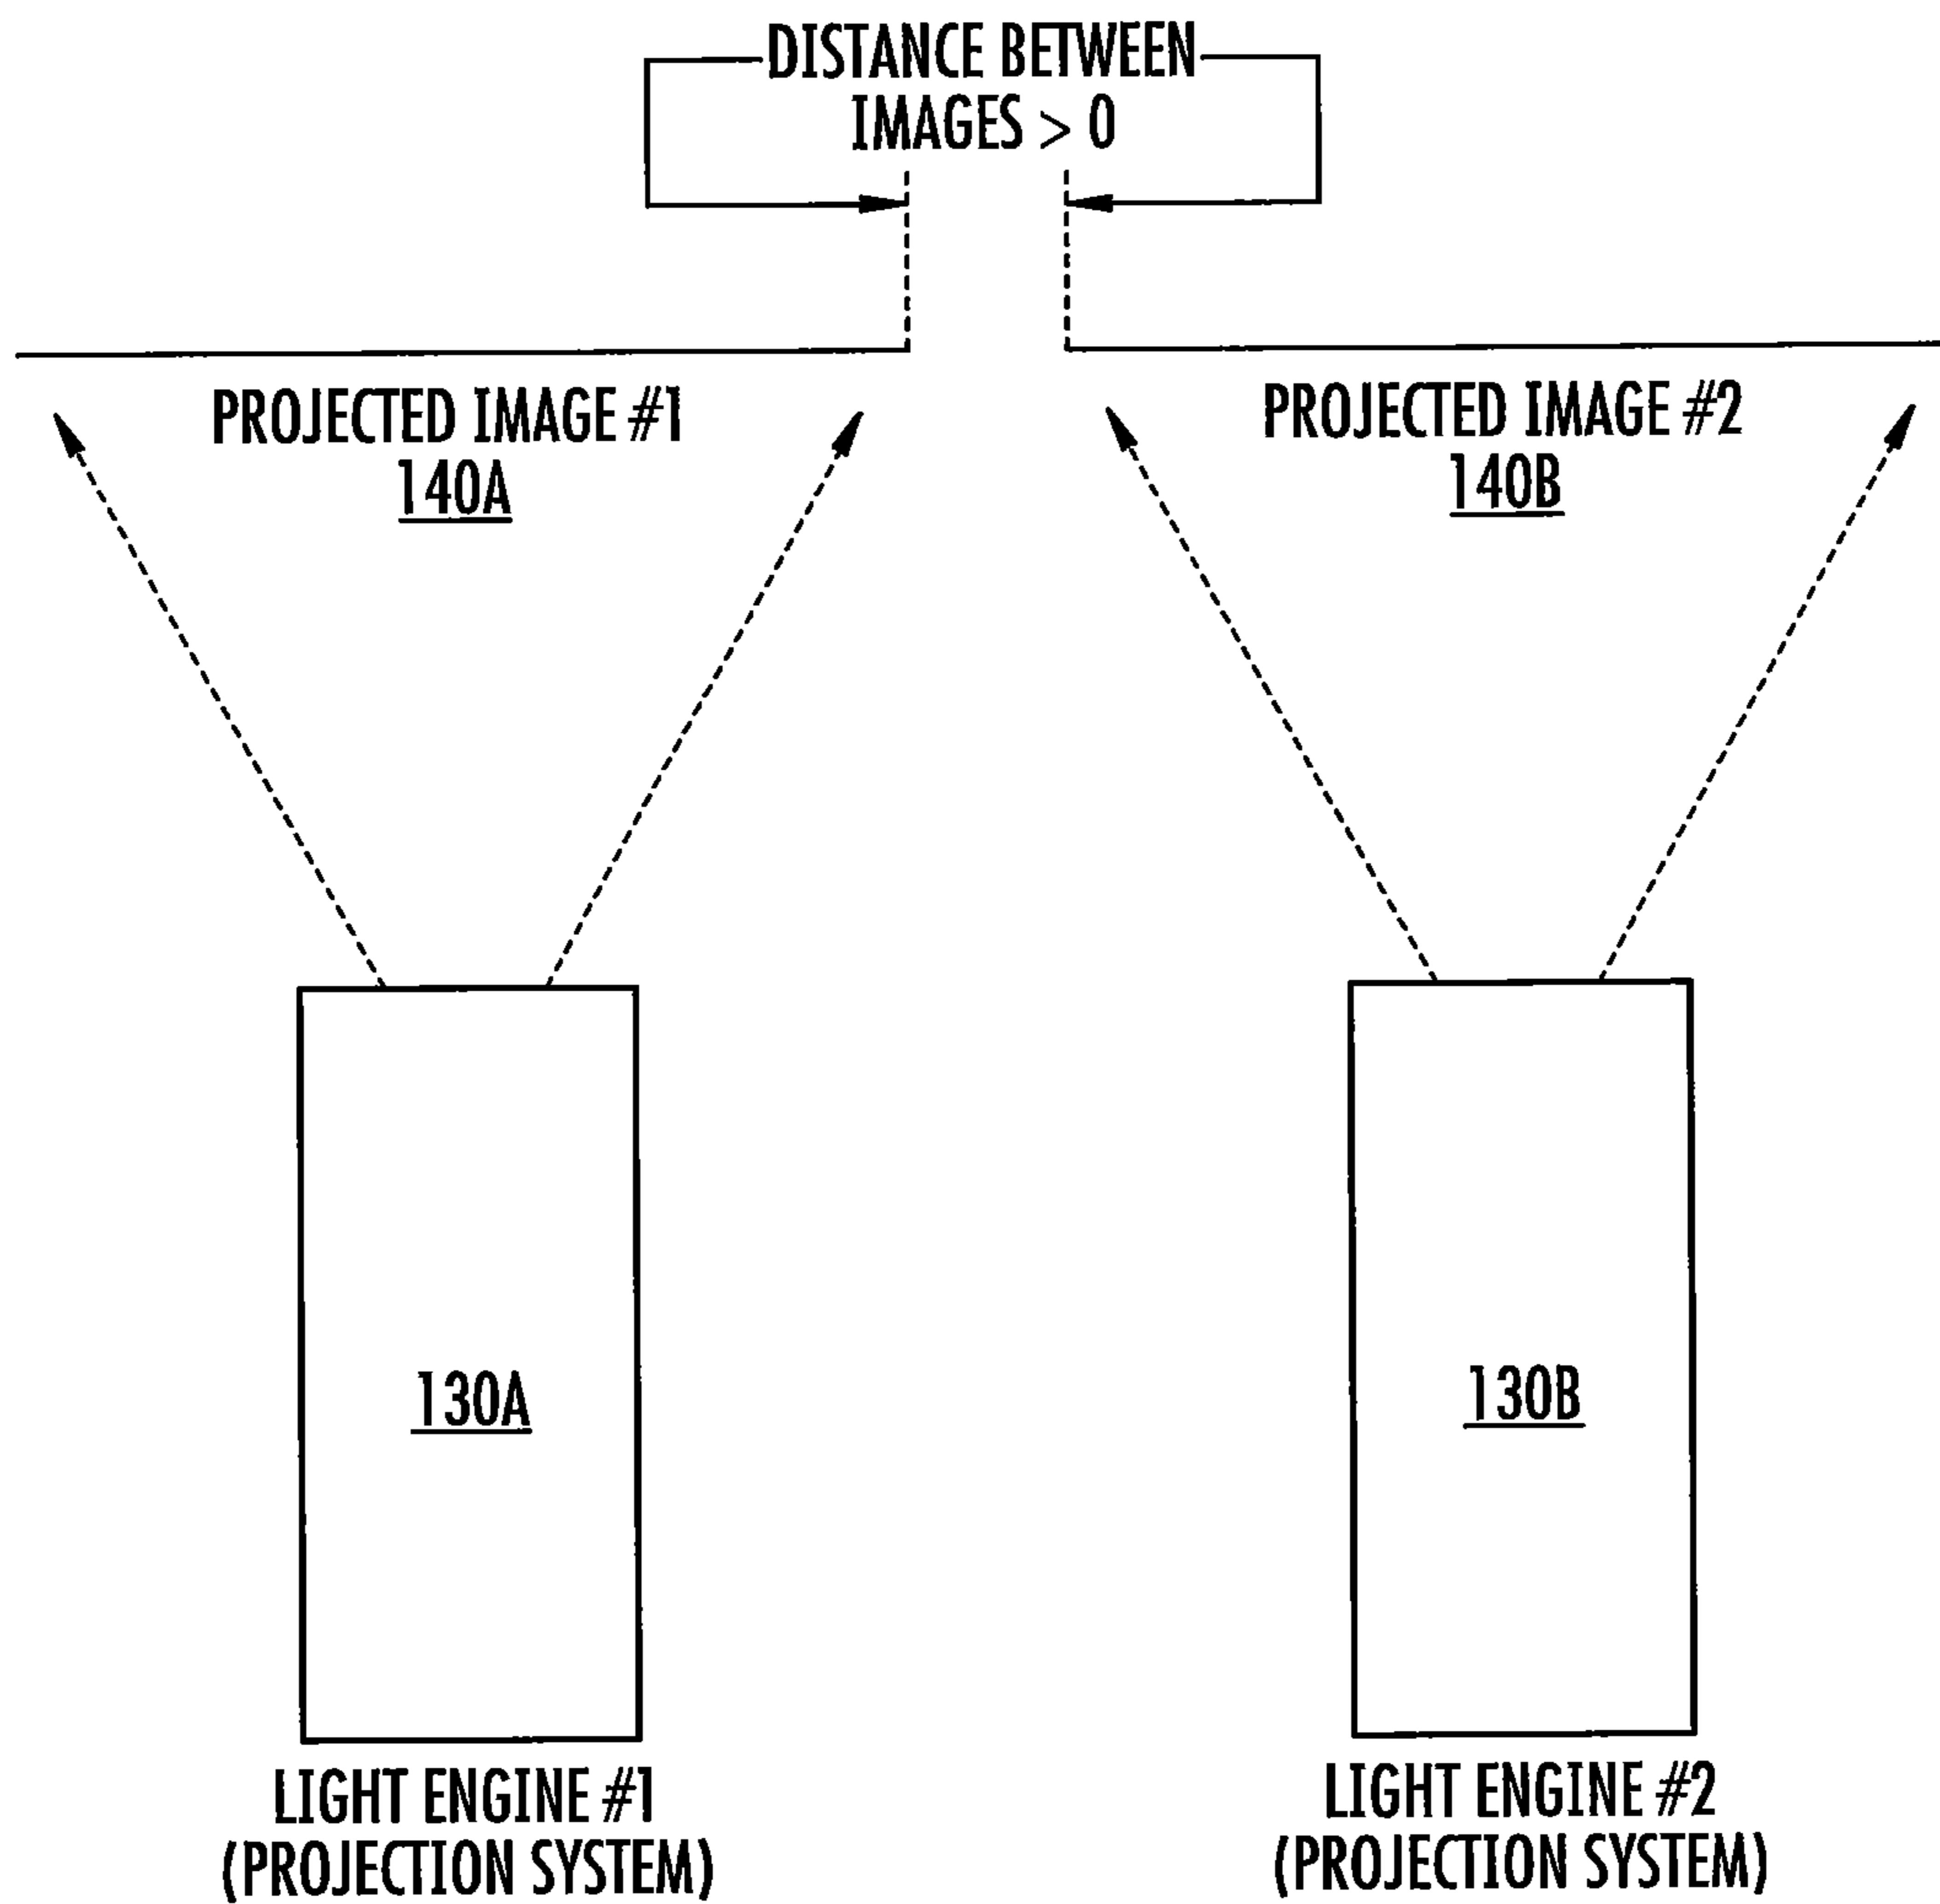 DISTANCE BETWEEN
IMAGES > 0
PROJECTED IMAGE #1
140A
PROJECTED IMAGE #2
140B
130A
130B
LIGHT ENGINE #1
(PROJECTION SYSTEM)
LIGHT ENGINE #2
(PROJECTION SYSTEM)